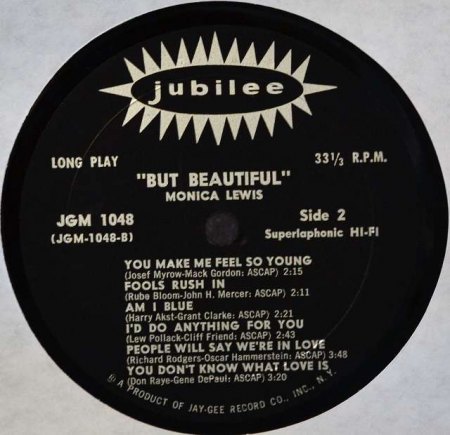 jubilee
LONG PLAY
33 1/3 R.P.M.
"BUT BEAUTIFUL"
MONICA LEWIS
JGM 1048
Side 2
(JGM-1048-B)
Superlaphonic HI-FI
YOU MAKE ME FEEL SO YOUNG
(Josef Myrow-Mack Gordon: ASCAP) 2:15
FOOLS RUSH IN
(Rube Bloom-John H. Mercer: ASCAP) 2:11
AM I BLUE
(Harry Akst-Grant Clarke: ASCAP) 2:21
I'D DO ANYTHING FOR YOU
(Lew Pollack-Cliff Friend: ASCAP) 2:43
PEOPLE WILL SAY WE'RE IN LOVE
(Richard Rodgers-Oscar Hammerstein: ASCAP) 3:48
YOU DON'T KNOW WHAT LOVE IS
(Don Raye-Gene DePaul: ASCAP) 3:20
A PRODUCT OF JAY-GEE RECORD CO., INC., N. Y.